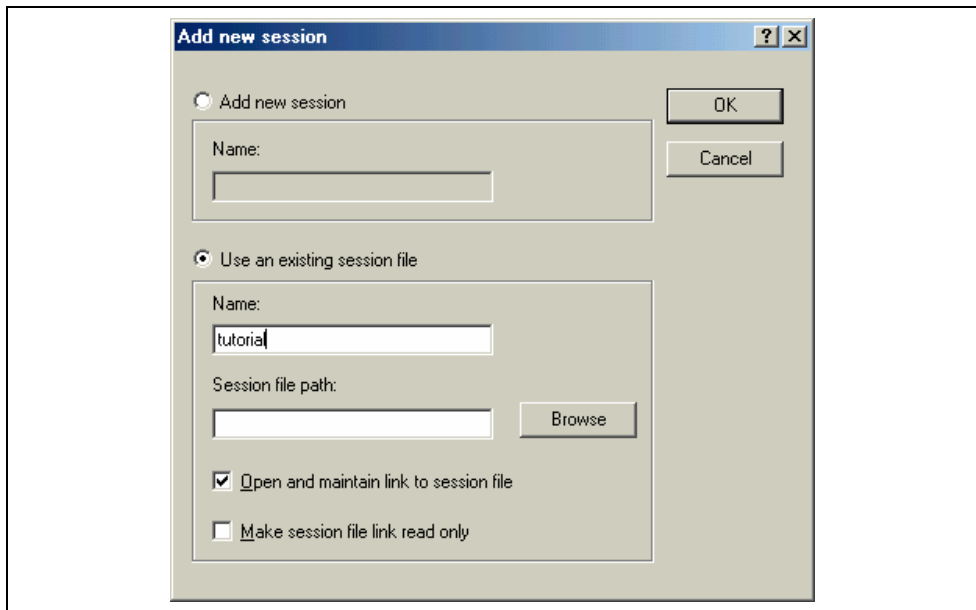 Add new session
Add new session
OK
Name:
Cancel
Use an existing session file
Name:
tutorial
Session file path:
Browse
Open and maintain link to session file
Make session file link read only